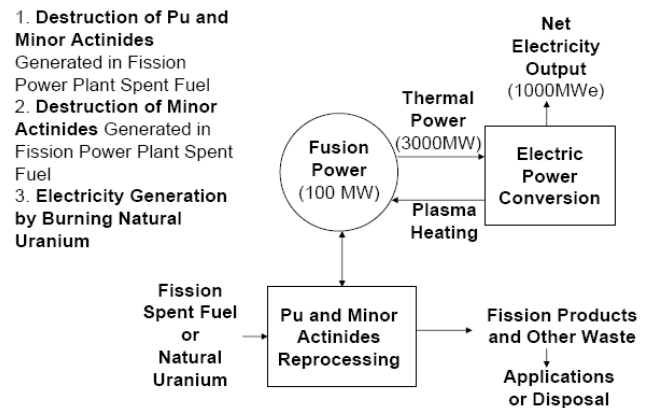 1. Destruction of Pu and
Minor Actinides
Generated in Fission
Power Plant Spent Fuel
2. Destruction of Minor
Actinides Generated in
Fission Power Plant Spent
Fuel
3. Electricity Generation
by Burning Natural
Uranium
Net
Electricity
Output
(1000MWe)
Thermal
Power
(3000MW)
Fusion
Power
(100 MW)
Electric
Power
Conversion
Plasma
Heating
Fission
Spent Fuel
or
Natural
Uranium
Pu and Minor
Actinides
Reprocessing
Fission Products
and Other Waste
Applications
or Disposal